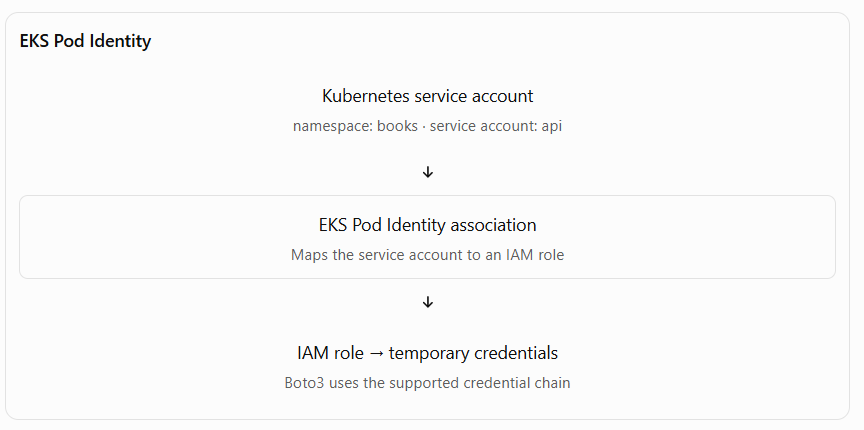 EKS Pod Identity
Kubernetes service account
namespace: books · service account: api
↓
EKS Pod Identity association
Maps the service account to an IAM role
↓
IAM role → temporary credentials
Boto3 uses the supported credential chain